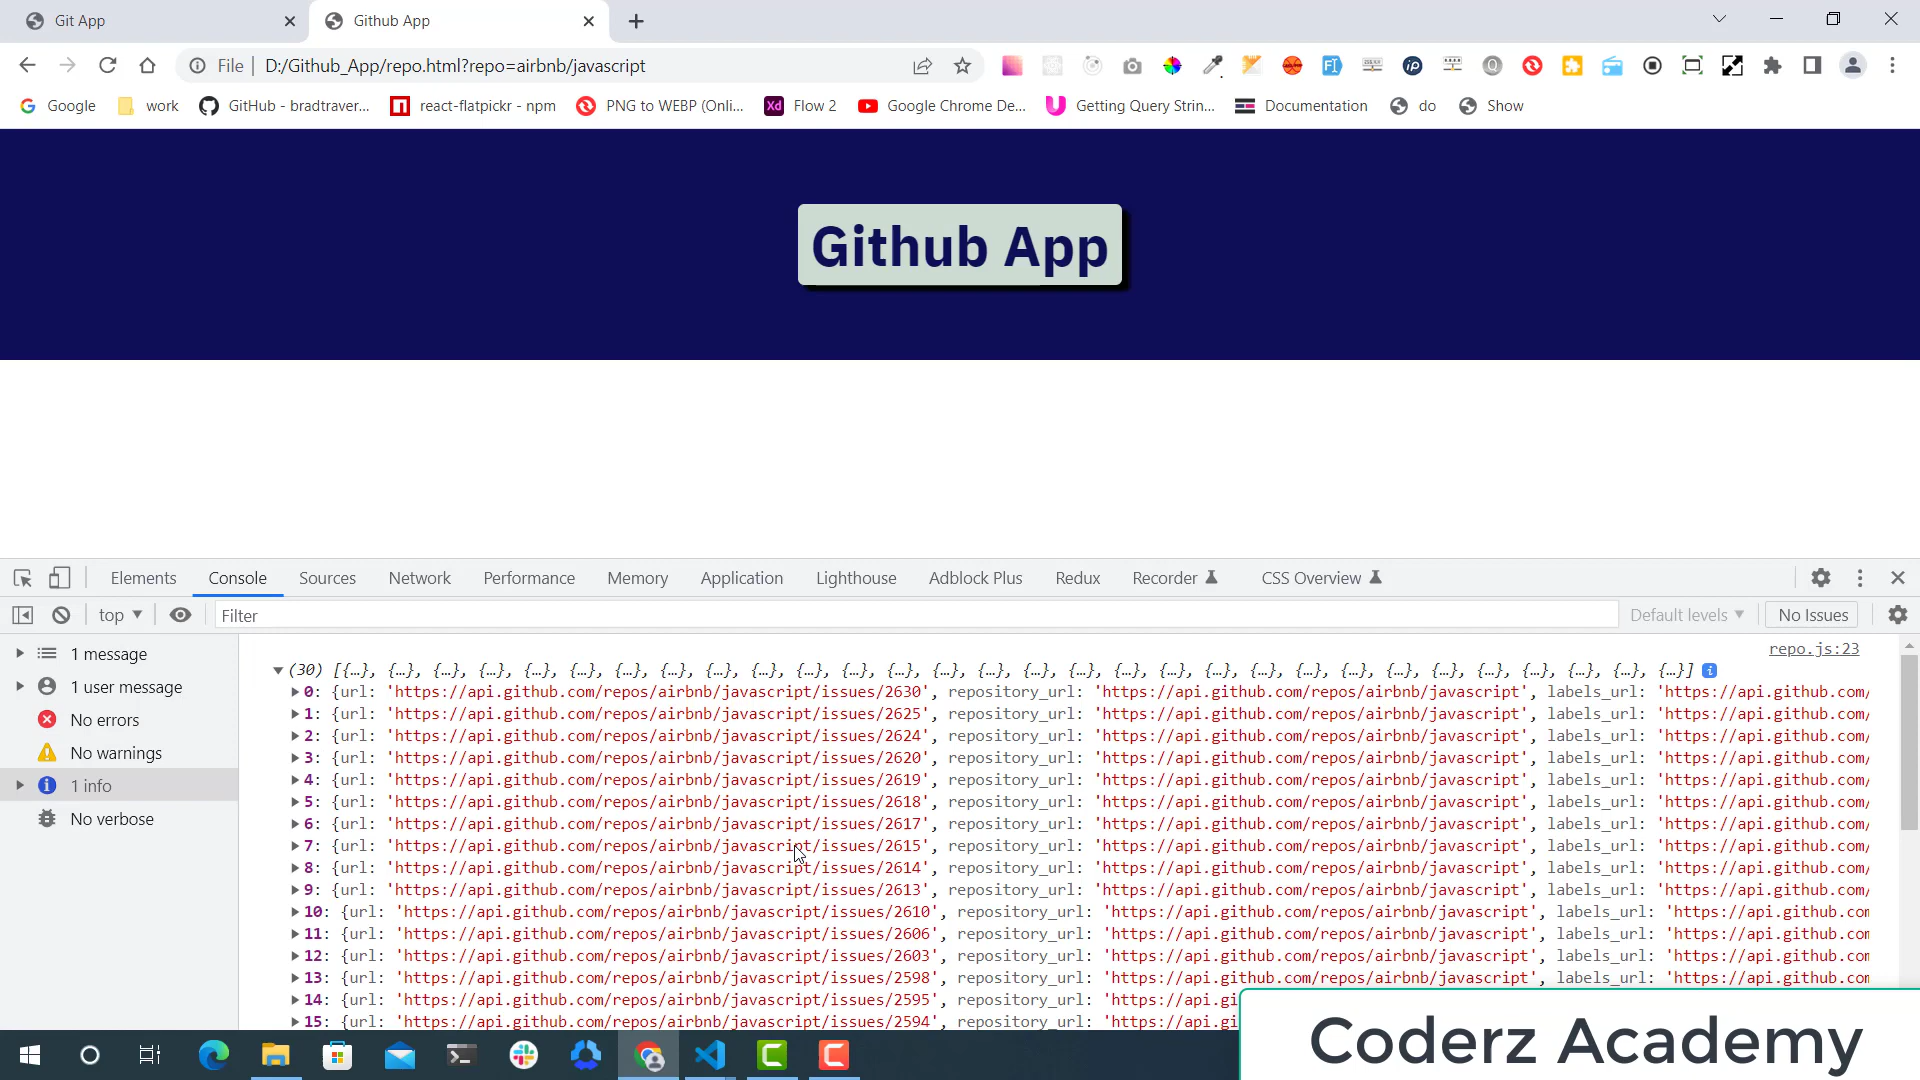 Git App
Github App
File
D:/Github_App/repo.html?repo=airbnb/javascript
Google
work
GitHub - bradtraver...
react-flatpickr - npm
PNG to WEBP (Onli...
Flow 2
Google Chrome De...
Getting Query Strin...
Documentation
do
Show
Github App
Elements
Console
Sources
Network
Performance
Memory
Application
Lighthouse
Adblock Plus
Redux
Recorder
CSS Overview
top
Filter
Default levels
No Issues
1 message
1 user message
No errors
No warnings
1 info
No verbose
repo.js:23
(30) [{…}, {…}, {…}, {…}, {…}, {…}, {…}, {…}, {…}, {…}, {…}, {…}, {…}, {…}, {…}, {…}, {…}, {…}, {…}, {…}, {…}, {…}, {…}, {…}, {…}, {…}, {…}, {…}, {…}, {…}]
0: {url: 'https://api.github.com/repos/airbnb/javascript/issues/2630', repository_url: 'https://api.github.com/repos/airbnb/javascript', labels_url: 'https://api.github.com/
1: {url: 'https://api.github.com/repos/airbnb/javascript/issues/2625', repository_url: 'https://api.github.com/repos/airbnb/javascript', labels_url: 'https://api.github.com/
2: {url: 'https://api.github.com/repos/airbnb/javascript/issues/2624', repository_url: 'https://api.github.com/repos/airbnb/javascript', labels_url: 'https://api.github.com/
3: {url: 'https://api.github.com/repos/airbnb/javascript/issues/2620', repository_url: 'https://api.github.com/repos/airbnb/javascript', labels_url: 'https://api.github.com/
4: {url: 'https://api.github.com/repos/airbnb/javascript/issues/2619', repository_url: 'https://api.github.com/repos/airbnb/javascript', labels_url: 'https://api.github.com/
5: {url: 'https://api.github.com/repos/airbnb/javascript/issues/2618', repository_url: 'https://api.github.com/repos/airbnb/javascript', labels_url: 'https://api.github.com/
6: {url: 'https://api.github.com/repos/airbnb/javascript/issues/2617', repository_url: 'https://api.github.com/repos/airbnb/javascript', labels_url: 'https://api.github.com/
7: {url: 'https://api.github.com/repos/airbnb/javascript/issues/2615', repository_url: 'https://api.github.com/repos/airbnb/javascript', labels_url: 'https://api.github.com/
8: {url: 'https://api.github.com/repos/airbnb/javascript/issues/2614', repository_url: 'https://api.github.com/repos/airbnb/javascript', labels_url: 'https://api.github.com/
9: {url: 'https://api.github.com/repos/airbnb/javascript/issues/2613', repository_url: 'https://api.github.com/repos/airbnb/javascript', labels_url: 'https://api.github.com/
10: {url: 'https://api.github.com/repos/airbnb/javascript/issues/2610', repository_url: 'https://api.github.com/repos/airbnb/javascript', labels_url: 'https://api.github.com
11: {url: 'https://api.github.com/repos/airbnb/javascript/issues/2606', repository_url: 'https://api.github.com/repos/airbnb/javascript', labels_url: 'https://api.github.com
12: {url: 'https://api.github.com/repos/airbnb/javascript/issues/2603', repository_url: 'https://api.github.com/repos/airbnb/javascript', labels_url: 'https://api.github.com
13: {url: 'https://api.github.com/repos/airbnb/javascript/issues/2598', repository_url: 'https://api.github.com/repos/airbnb/javascript', labels_url: 'https://api.github.com
14: {url: 'https://api.github.com/repos/airbnb/javascript/issues/2595', repository_url: 'https://api.gi
15: {url: 'https://api.github.com/repos/airbnb/javascript/issues/2594', repository_url: 'https://api.gi
Coderz Academy